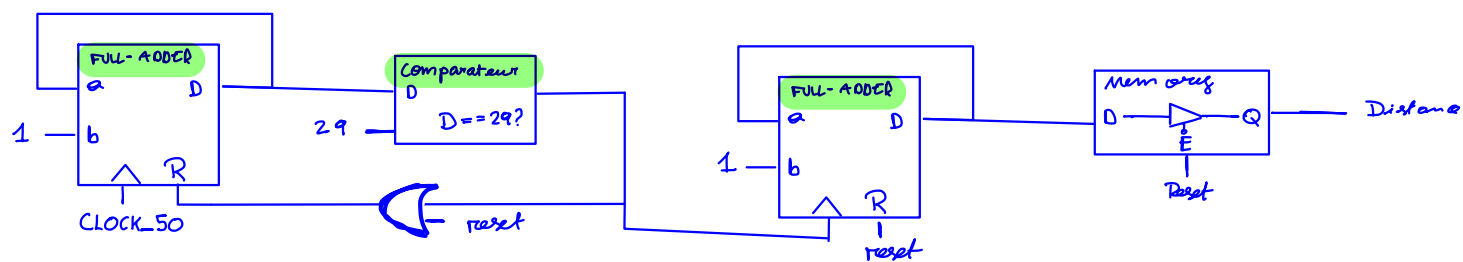 FULL-ADDER
a D
1 b
R
CLOCK_50
Comparateur
D
29 D==29?
reset
FULL-ADDER
a D
1 b
R
reset
Memory
D Q
E
Reset
Distance